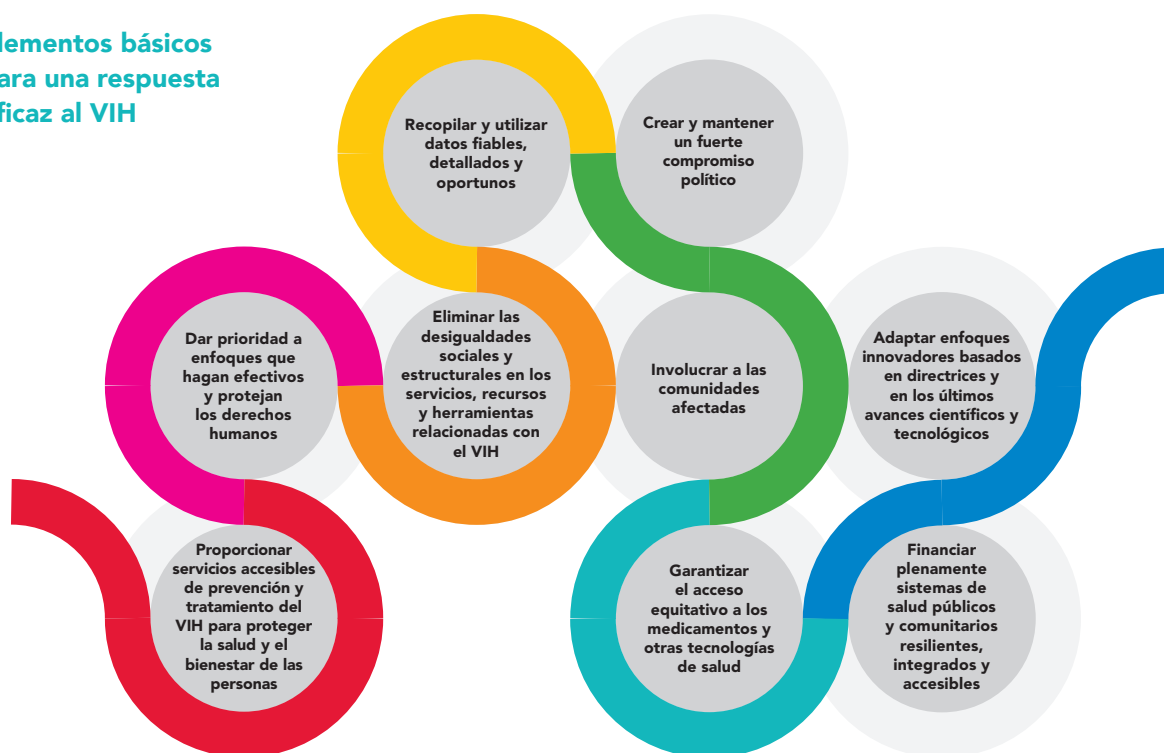 lementos básicos
ara una respuesta
ficaz al VIH
Recopilar y utilizar
datos fiables,
detallados y
oportunos
Crear y mantener
un fuerte
compromiso
político
Dar prioridad a
enfoques que
hagan efectivos
y protejan
los derechos
humanos
Eliminar las
desigualdades
sociales y
estructurales en los
servicios, recursos
y herramientas
relacionadas con
el VIH
Involucrar a las
comunidades
afectadas
Adaptar enfoques
innovadores basados
en directrices y
en los últimos
avances científicos y
tecnológicos
Proporcionar
servicios accesibles
de prevención y
tratamiento del
VIH para proteger
la salud y el
bienestar de las
personas
Garantizar
el acceso
equitativo a los
medicamentos y
otras tecnologías
de salud
Financiar
plenamente
sistemas de
salud públicos
y comunitarios
resilientes,
integrados y
accesibles